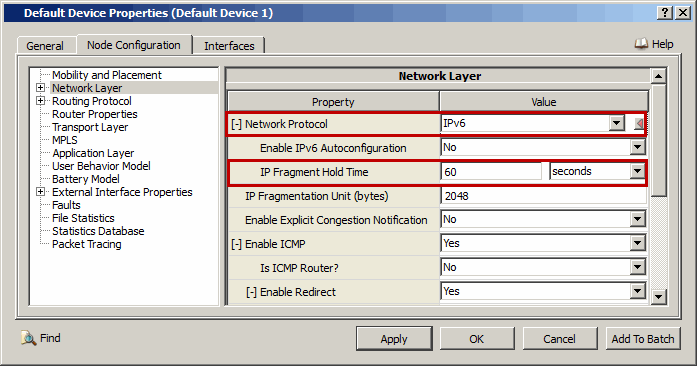 Default Device Properties (Default Device 1)
General Node Configuration Interfaces Help
Mobility and Placement
Network Layer
Routing Protocol
Router Properties
Transport Layer
MPLS
Application Layer
User Behavior Model
Battery Model
External Interface Properties
Faults
File Statistics
Statistics Database
Packet Tracing
Network Layer
Property Value
[-] Network Protocol IPv6
Enable IPv6 Autoconfiguration No
IP Fragment Hold Time 60 seconds
IP Fragmentation Unit (bytes) 2048
Enable Explicit Congestion Notification No
[-] Enable ICMP Yes
Is ICMP Router? No
[-] Enable Redirect Yes
Find Apply OK Cancel Add To Batch